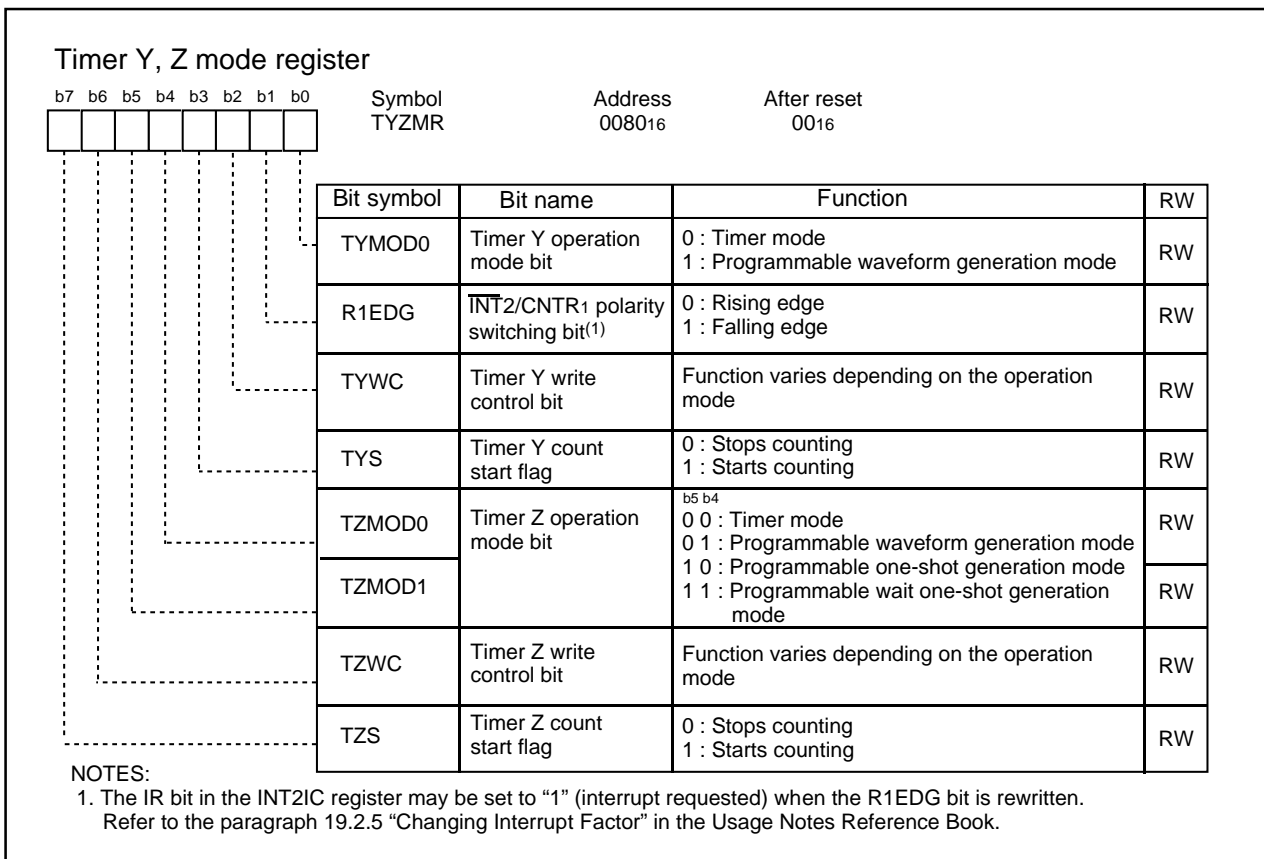 Timer Y, Z mode register
b7 b6 b5 b4 b3 b2 b1 b0
Symbol Address After reset
TYZMR 008016 0016
Bit symbol Bit name Function RW
TYMOD0 Timer Y operation mode bit 0 : Timer mode RW
1 : Programmable waveform generation mode
R1EDG INT2/CNTR1 polarity switching bit(1) 0 : Rising edge RW
1 : Falling edge
TYWC Timer Y write control bit Function varies depending on the operation mode RW
TYS Timer Y count start flag 0 : Stops counting RW
1 : Starts counting
TZMOD0 Timer Z operation mode bit b5 b4 RW
0 0 : Timer mode
0 1 : Programmable waveform generation mode
1 0 : Programmable one-shot generation mode
TZMOD1 1 1 : Programmable wait one-shot generation mode RW
TZWC Timer Z write control bit Function varies depending on the operation mode RW
TZS Timer Z count start flag 0 : Stops counting RW
1 : Starts counting
NOTES:
1. The IR bit in the INT2IC register may be set to “1” (interrupt requested) when the R1EDG bit is rewritten.
Refer to the paragraph 19.2.5 “Changing Interrupt Factor” in the Usage Notes Reference Book.